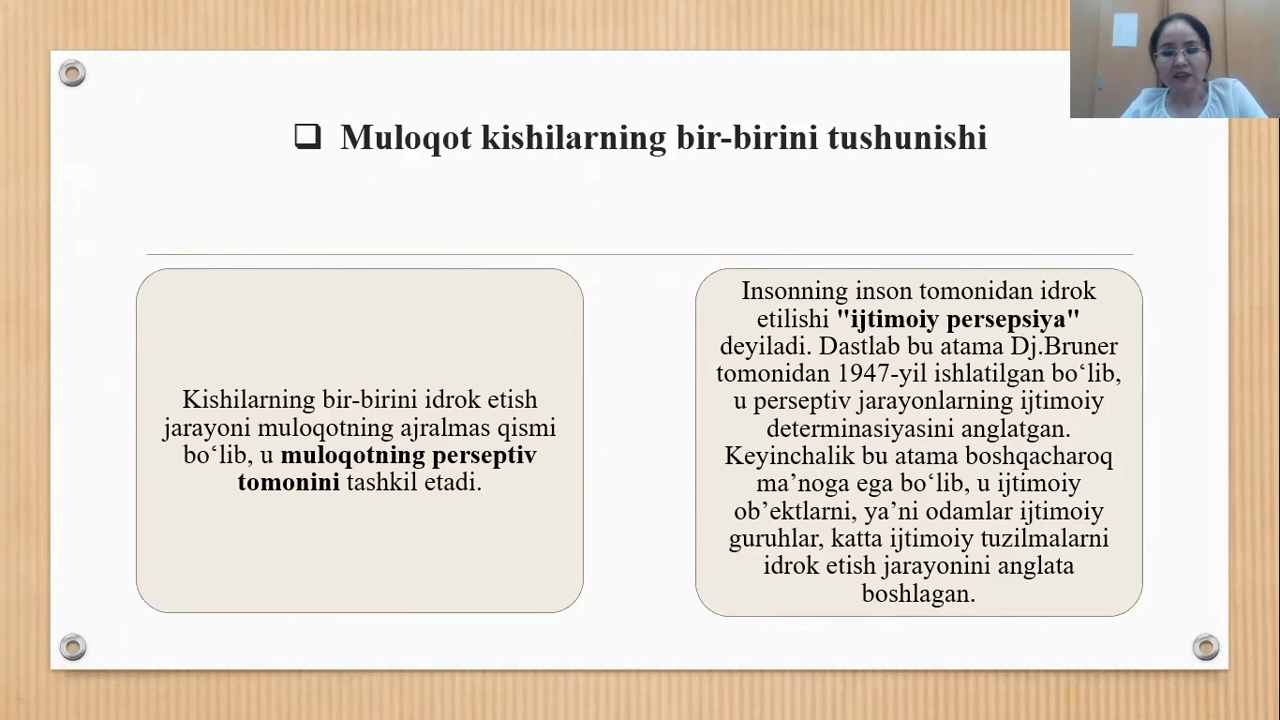 ❑ Muloqot kishilarning bir-birini tushunishi
Kishilarning bir-birini idrok etish
jarayoni muloqotning ajralmas qismi
bo‘lib, u muloqotning perseptiv
tomonini tashkil etadi.
Insonning inson tomonidan idrok
etilishi "ijtimoiy persepsiya"
deyiladi. Dastlab bu atama Dj.Bruner
tomonidan 1947-yil ishlatilgan bo‘lib,
u perseptiv jarayonlarning ijtimoiy
determinasiyasini anglatgan.
Keyinchalik bu atama boshqacharoq
ma’noga ega bo‘lib, u ijtimoiy
ob’ektlarni, ya’ni odamlar ijtimoiy
guruhlar, katta ijtimoiy tuzilmalarni
idrok etish jarayonini anglata
boshlagan.